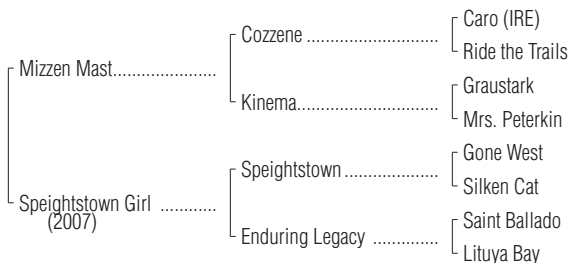 Caro (IRE)
Cozzene
Ride the Trails
Mizzen Mast
Graustark
Kinema
Mrs. Peterkin
Gone West
Speightstown
Silken Cat
Speightstown Girl
(2007)
Saint Ballado
Enduring Legacy
Lituya Bay